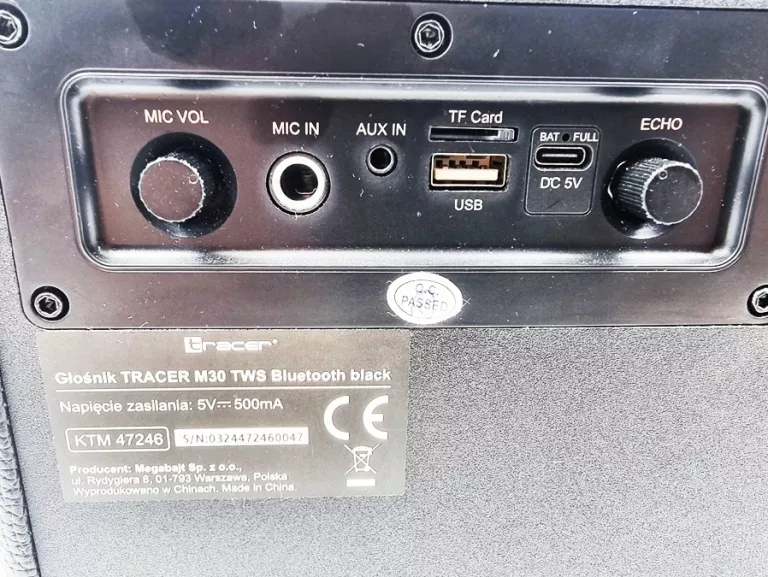 MIC VOL
MIC IN
AUX IN
TF Card
USB
BAT FULL
DC 5V
ECHO
Q.C.
PASSED
tracer
Głośnik TRACER M30 TWS Bluetooth black
Napięcie zasilania: 5V⎓500mA
KTM 47246
S/N:0324472460047
CE
Producent: Megabajt Sp. z o.o.,
ul. Rydygiera 8, 01-793 Warszawa, Polska
Wyprodukowano w Chinach. Made in China.